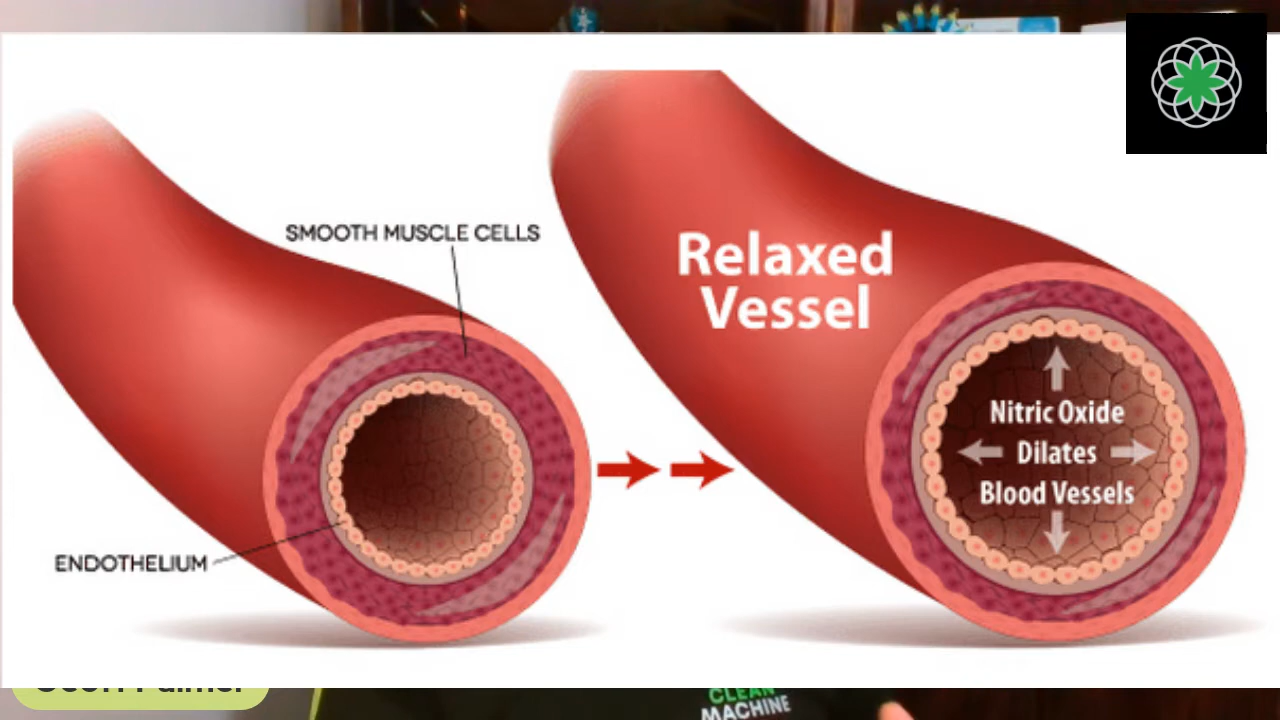 SMOOTH MUSCLE CELLS
Relaxed
Vessel
Nitric Oxide
Dilates
Blood Vessels
ENDOTHELIUM
CLEAN
MACHINE